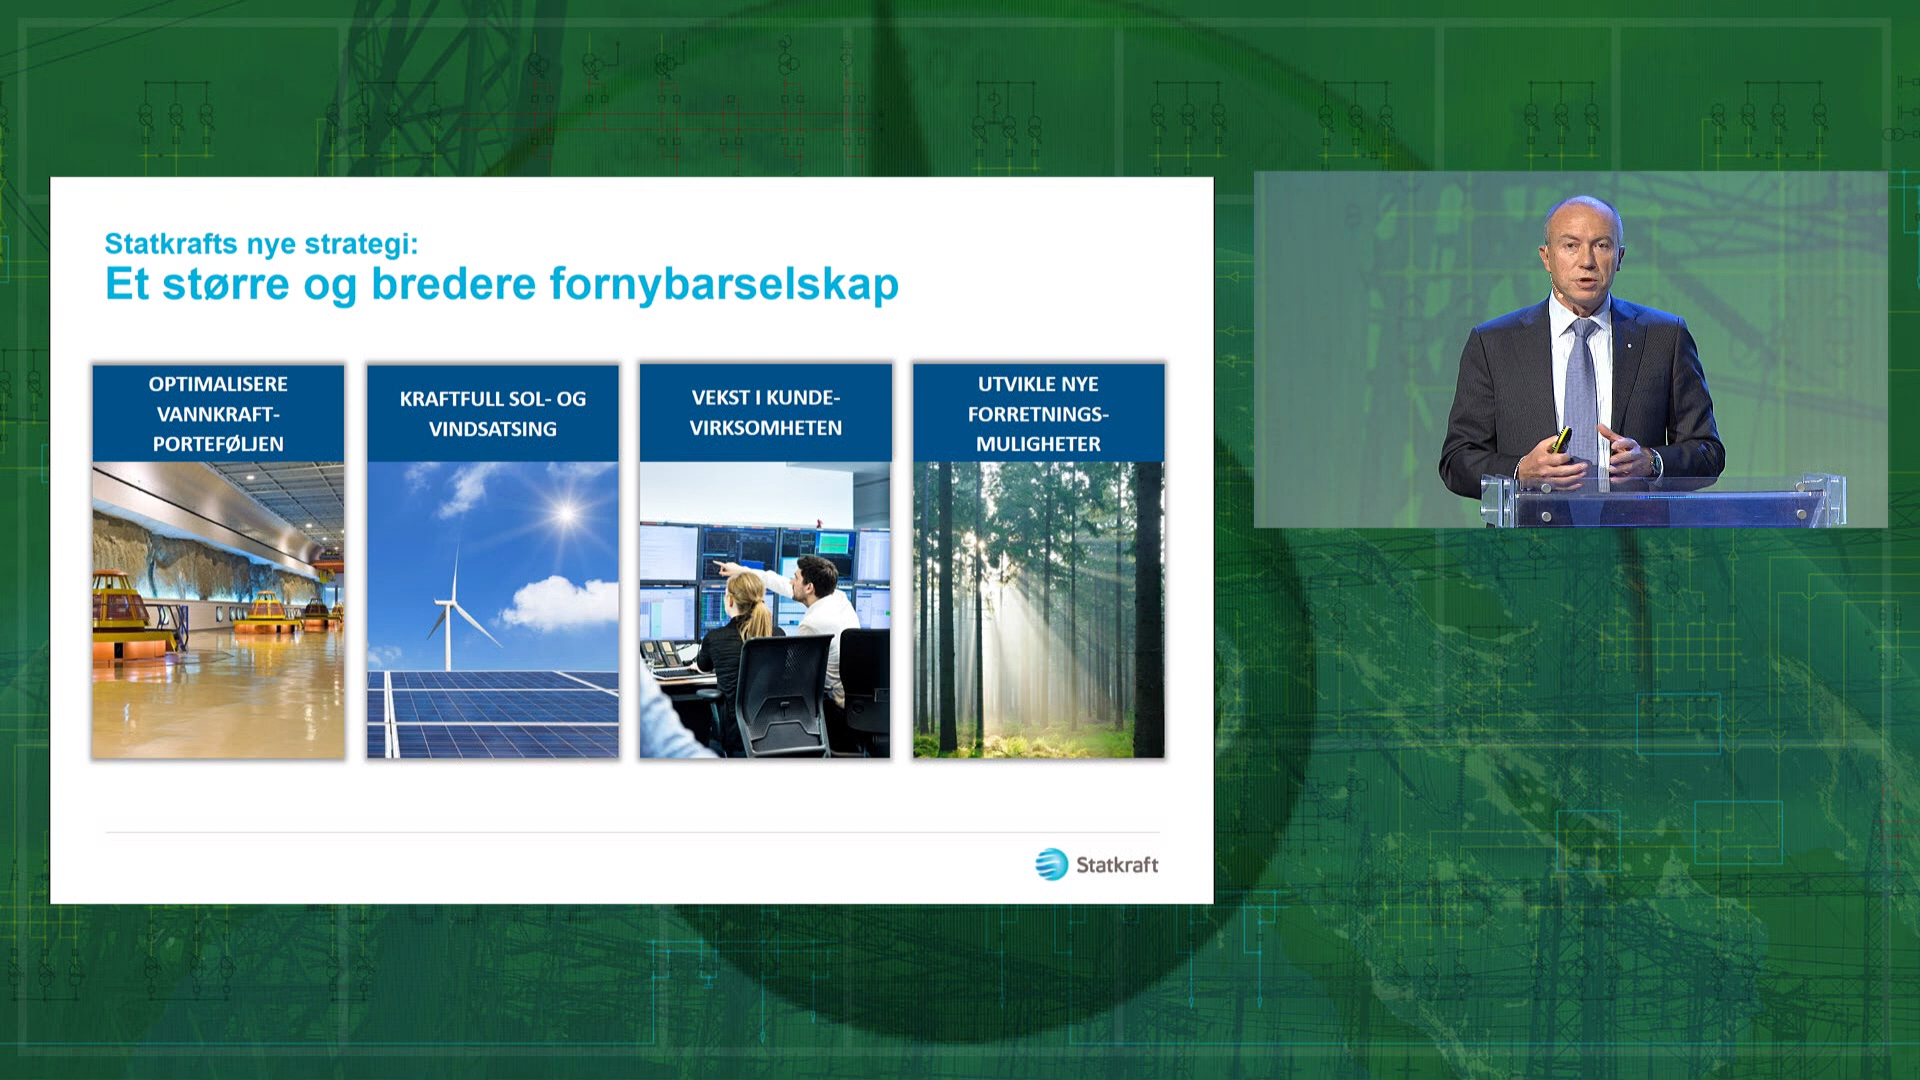 Statkrafts nye strategi:
Et større og bredere fornybarselskap
OPTIMALISERE
VANNKRAFT-
PORTEFØLJEN
KRAFTFULL SOL- OG
VINDSATSING
VEKST I KUNDE-
VIRKSOMHETEN
UTVIKLE NYE
FORRETNINGS-
MULIGHETER
Statkraft